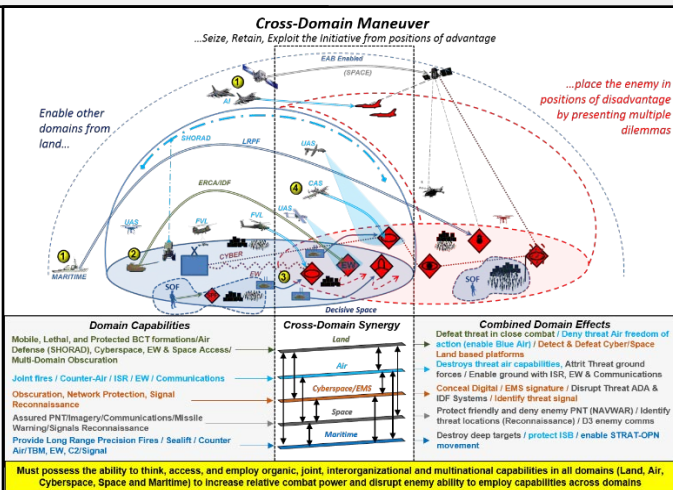 Cross-Domain Maneuver
...Seize, Retain, Exploit the Initiative from positions of advantage
EAB Enabled
(SPACE)
1
AI
Enable other
domains from
land...
...place the enemy in
positions of disadvantage
by presenting multiple
dilemmas
SHORAD
LRPF
UAS
ERCA/IDF
4
CAS
UAS
UAS
FVL
FVL
1
2
MARITIME
CYBER
EW
EW
3
SOF
SOF
Decisive Space
Domain Capabilities
Mobile, Lethal, and Protected BCT formations/Air
Defense (SHORAD), Cyberspace, EW & Space Access/
Multi-Domain Obscuration
Joint fires / Counter-Air / ISR / EW / Communications
Obscuration, Network Protection, Signal
Reconnaissance
Assured PNT/Imagery/Communications/Missile
Warning/Signals Reconnaissance
Provide Long Range Precision Fires / Sealift / Counter
Air/TBM, EW, C2/Signal
Cross-Domain Synergy
Land
Air
Cyberspace/EMS
Space
Maritime
Combined Domain Effects
Defeat threat in close combat / Deny threat Air freedom of
action (enable Blue Air) / Detect & Defeat Cyber/Space
Land based platforms
Destroys threat air capabilities, Attrit Threat ground
forces / Enable ground with ISR, EW & Communications
Conceal Digital / EMS signature / Disrupt Threat ADA &
IDF Systems / Identify threat signal
Protect friendly and deny enemy PNT (NAVWAR) / Identify
threat locations (Reconnaissance) / D3 enemy comms
Destroy deep targets / protect ISB / enable STRAT-OPN
movement
Must possess the ability to think, access, and employ organic, joint, interorganizational and multinational capabilities in all domains (Land, Air,
Cyberspace, Space and Maritime) to increase relative combat power and disrupt enemy ability to employ capabilities across domains